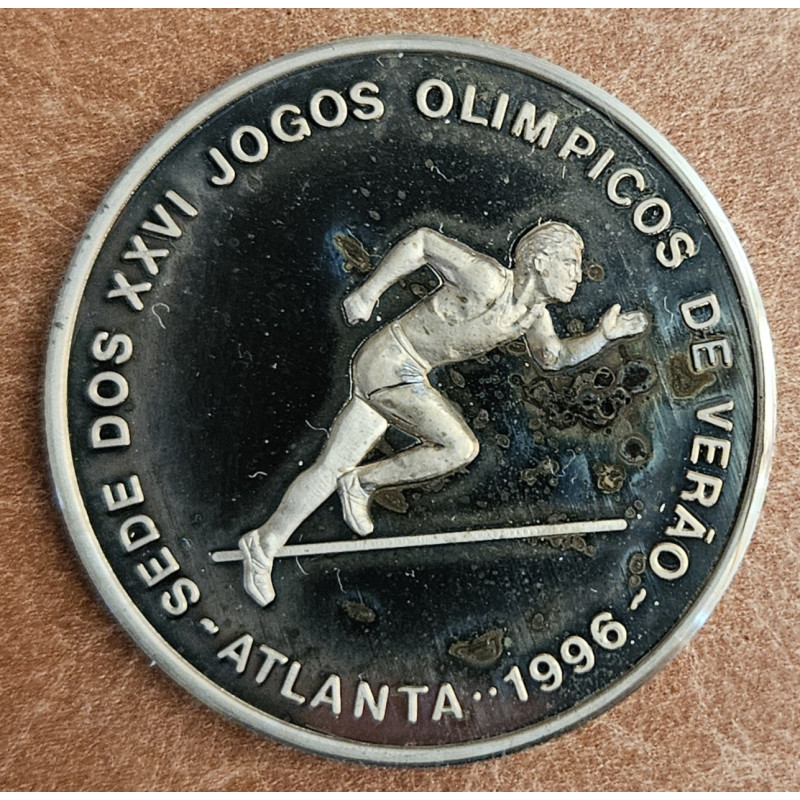 SEDE DOS XXVI JOGOS OLIMPICOS DE VERÃO
~ATLANTA··1996~